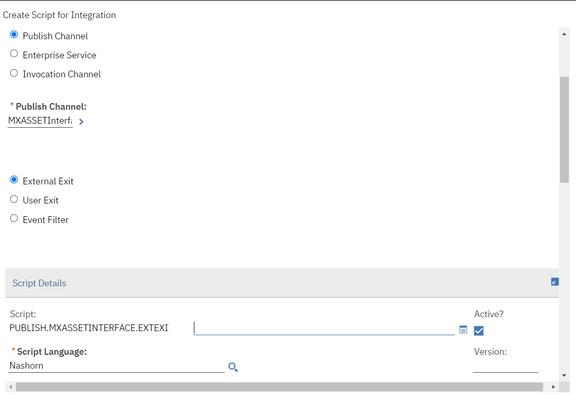 Create Script for Integration
Publish Channel
Enterprise Service
Invocation Channel
* Publish Channel:
MXASSETInterfa
External Exit
User Exit
Event Filter
Script Details
Script:
Active?
PUBLISH.MXASSETINTERFACE.EXTEXI
* Script Language:
Version:
Nashorn